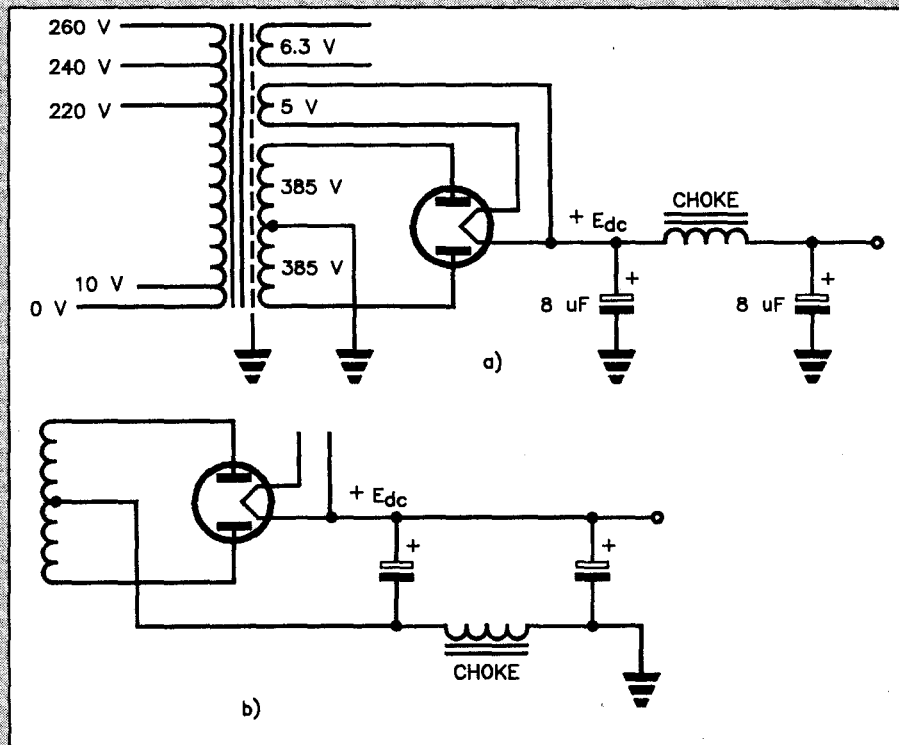 260 V
6.3 V
240 V
220 V
5 V
385 V
CHOKE
+ Edc
385 V
10 V
0 V
+
+
8 uF
8 uF
a)
+ Edc
+
+
CHOKE
b)